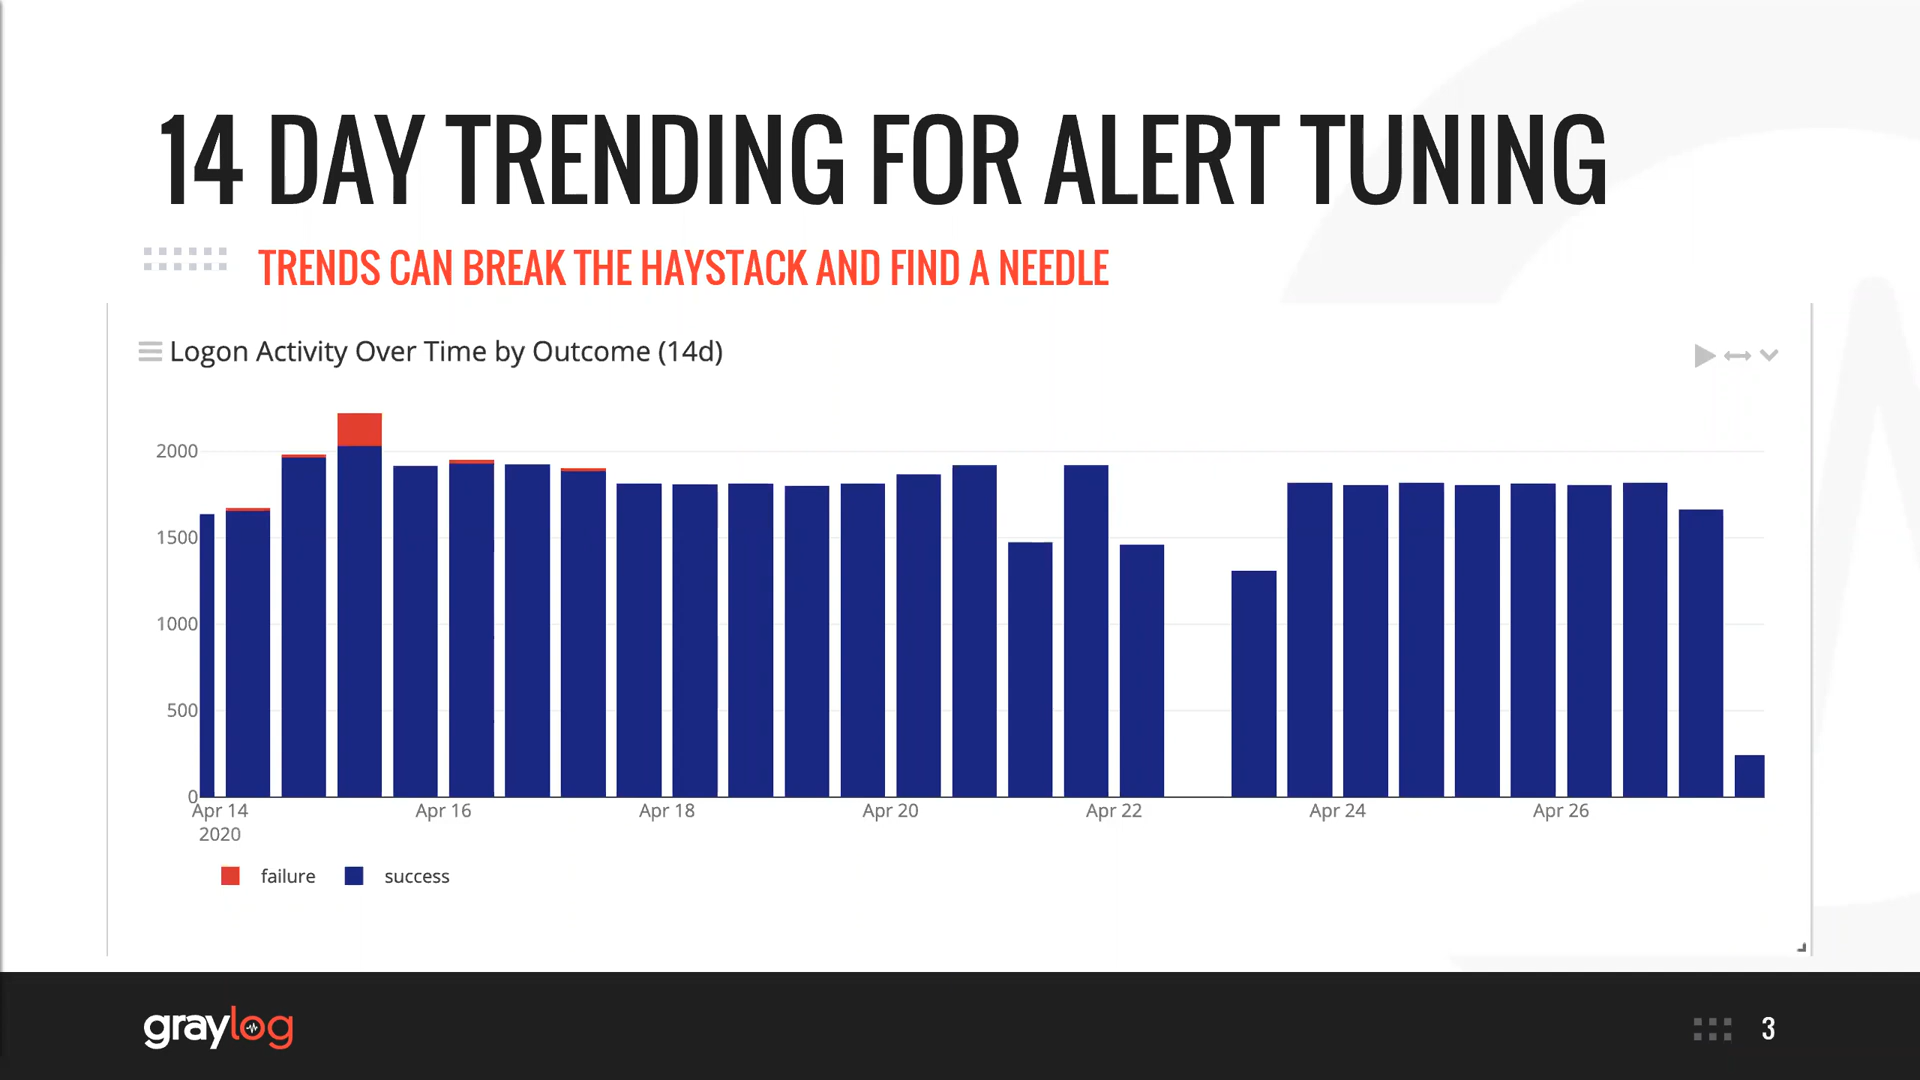 14 DAY TRENDING FOR ALERT TUNING
TRENDS CAN BREAK THE HAYSTACK AND FIND A NEEDLE
Logon Activity Over Time by Outcome (14d)
2000
1500
1000
500
0
Apr 14 Apr 16 Apr 18 Apr 20 Apr 22 Apr 24 Apr 26
2020
failure success
graylog 3